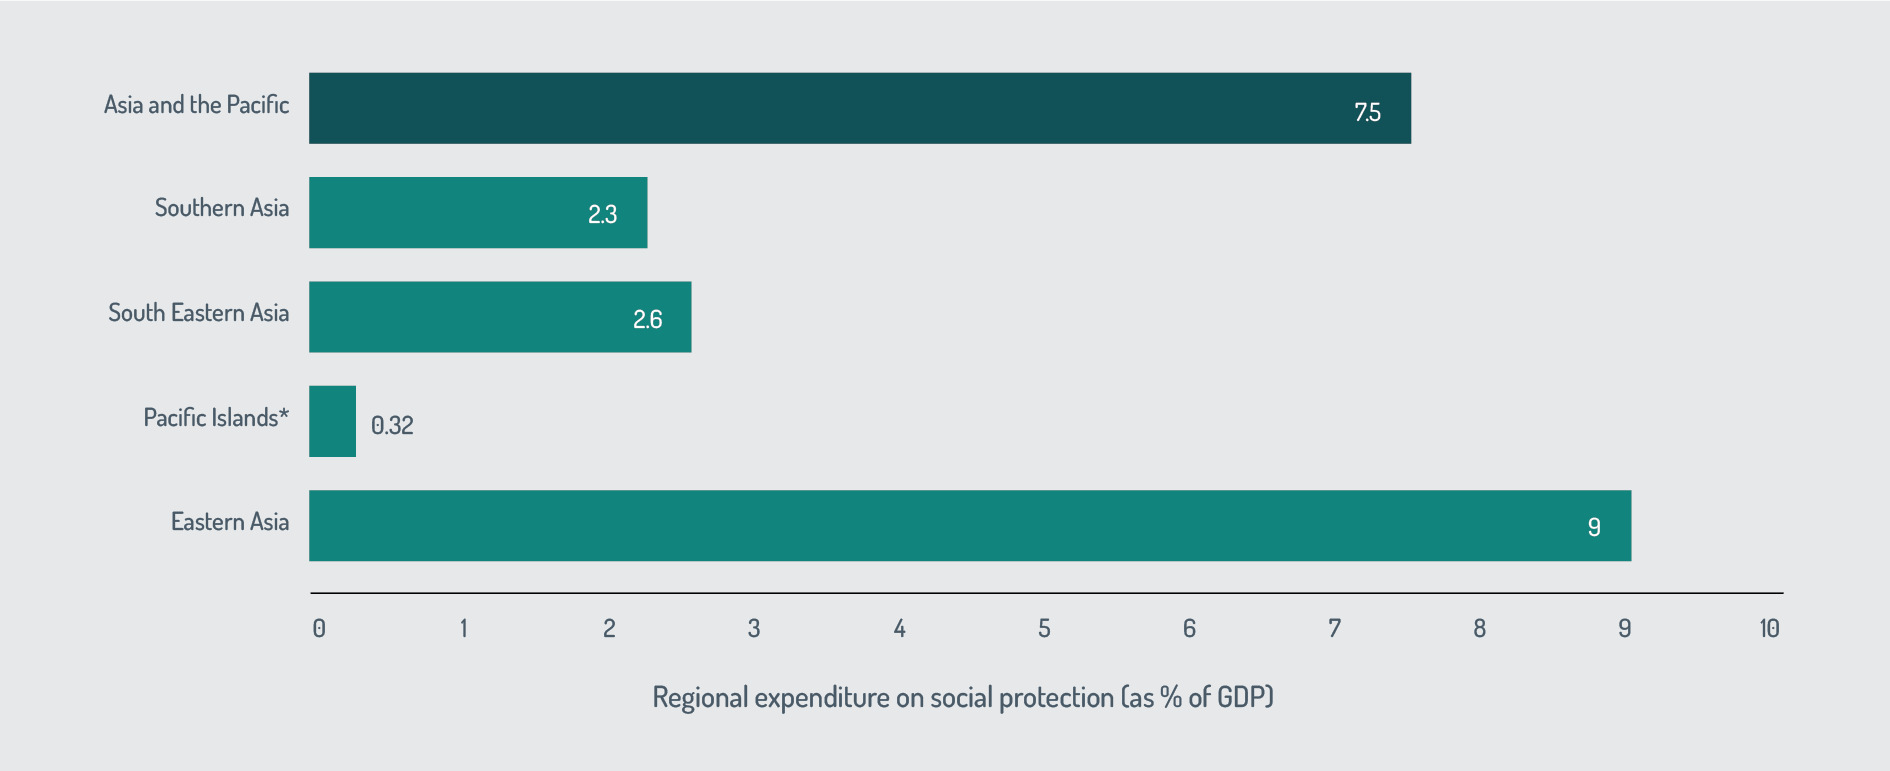 Asia and the Pacific
7.5
Southern Asia
2.3
South Eastern Asia
2.6
Pacific Islands*
0.32
Eastern Asia
9
0 1 2 3 4 5 6 7 8 9 10
Regional expenditure on social protection (as % of GDP)